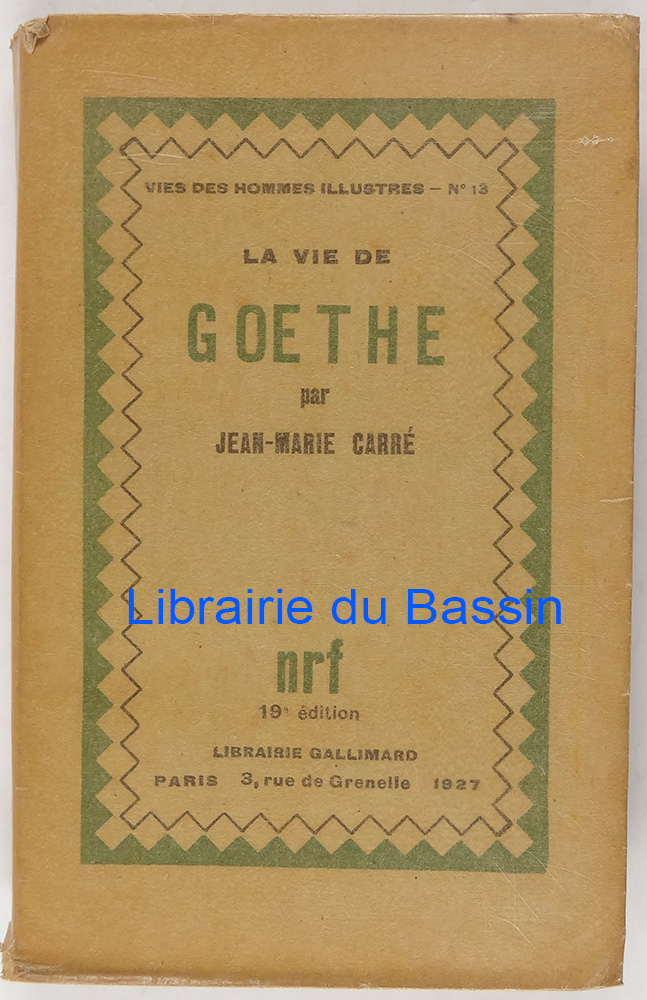 VIES DES HOMMES ILLUSTRES – Nº 13
LA VIE DE
GOETHE
par
JEAN-MARIE CARRÉ
Librairie du Bassin
nrf
19ᵉ édition
LIBRAIRIE GALLIMARD
PARIS 3, rue de Grenelle 1927